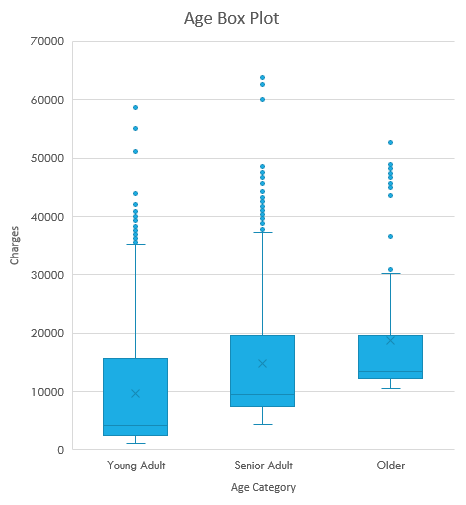 Age Box Plot
70000
60000
50000
40000
30000
20000
10000
0
Charges
Young Adult
Senior Adult
Older
Age Category